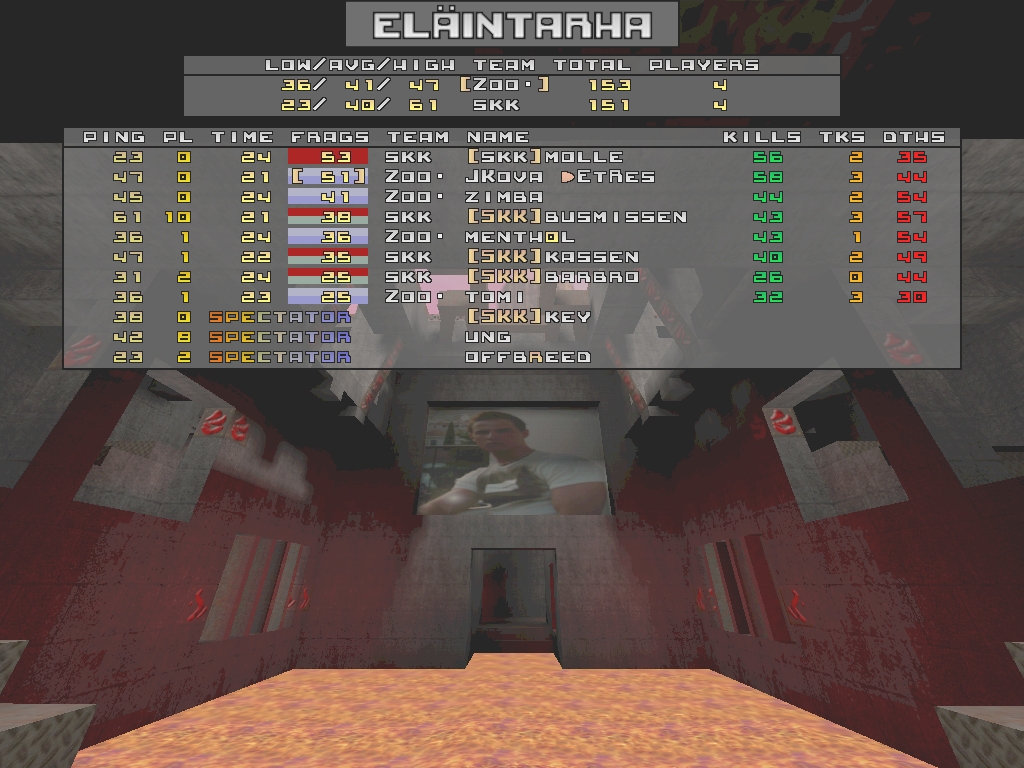 ELÄINTARHA
LOW/AVG/HIGH TEAM TOTAL PLAYERS
36/ 41/ 47 [ZOO·] 153 4
23/ 40/ 61 SKK 151 4
PING PL TIME FRAGS TEAM NAME KILLS TKS DTHS
23 0 24 53 SKK [SKK]MOLLE 56 2 35
47 0 21 [ 51] ZOO· JKOVA DETRES 58 3 44
45 0 24 41 ZOO· ZIMBA 44 2 54
61 10 21 38 SKK [SKK]BUSMISSEN 43 3 57
36 1 24 36 ZOO· MENTHOL 43 1 54
47 1 22 35 SKK [SKK]KASSEN 40 2 49
31 2 24 25 SKK [SKK]BARBRO 26 0 44
36 1 23 25 ZOO· TOMI 32 3 30
38 0 SPECTATOR [SKK]KEY
42 8 SPECTATOR UNG
23 2 SPECTATOR OFFBREED